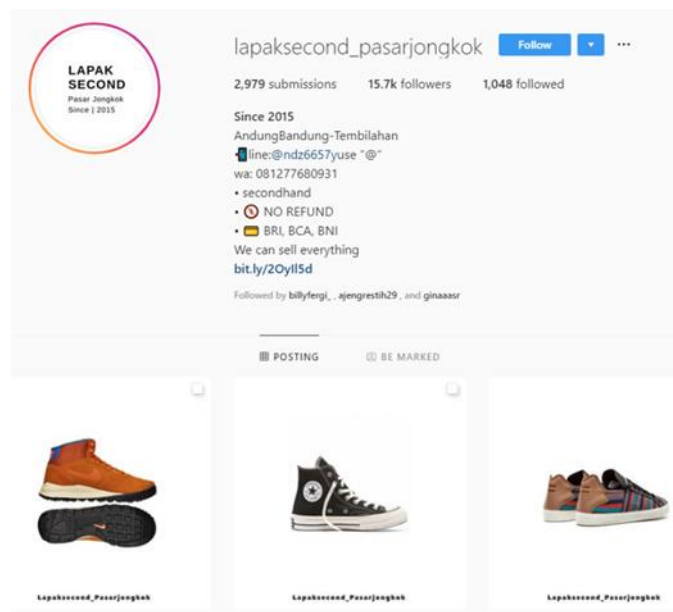 LAPAK
SECOND
Pasar Jongkok
Since | 2015
lapaksecond_pasarjongkok Follow
2,979 submissions 15.7k followers 1,048 followed
Since 2015
AndungBandung-Tembilahan
line:@ndz6657yuse "@"
wa: 081277680931
• secondhand
• NO REFUND
• BRI, BCA, BNI
We can sell everything
bit.ly/2OyIl5d
Followed by billyfergi_ , ajengrestih29 , and ginaaasr
POSTING BE MARKED
Lapaksecond_Pasarjongkok Lapaksecond_Pasarjongkok Lapaksecond_Pasarjongkok